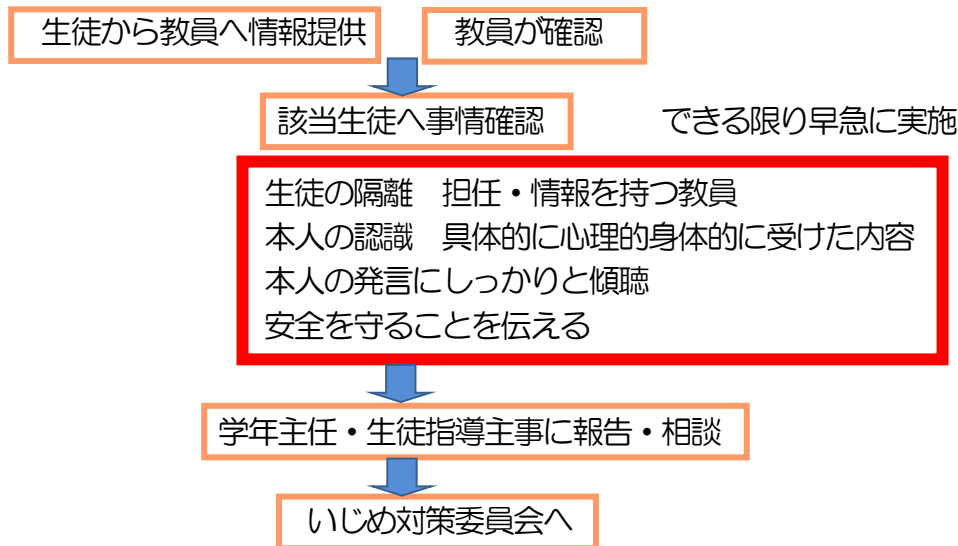 生徒から教員へ情報提供　教員が確認
該当生徒へ事情確認　できる限り早急に実施
生徒の隔離　担任・情報を持つ教員
本人の認識　具体的に心理的身体的に受けた内容
本人の発言にしっかりと傾聴
安全を守ることを伝える
学年主任・生徒指導主事に報告・相談
いじめ対策委員会へ